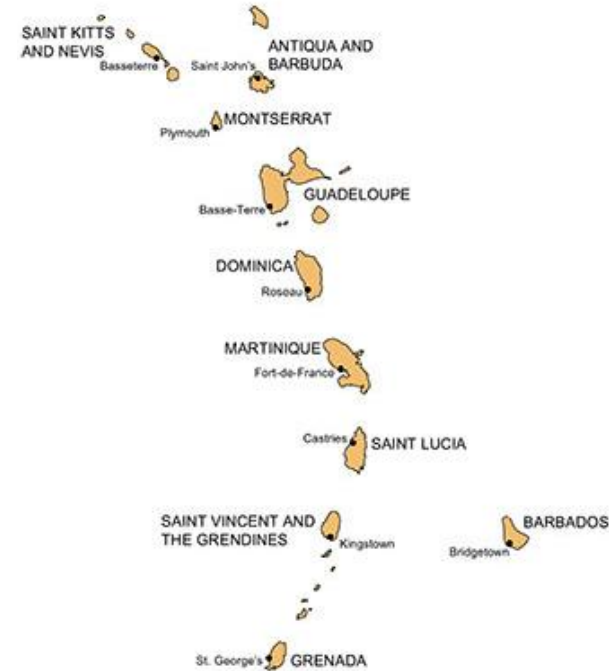 SAINT KITTS
AND NEVIS
Basseterre
ANTIQUA AND
BARBUDA
Saint John's
MONTSERRAT
Plymouth
GUADELOUPE
Basse-Terre
DOMINICA
Rosoau
MARTINIQUE
Fort-de-France
Castries
SAINT LUCIA
SAINT VINCENT AND
THE GRENDINES
Kingstown
BARBADOS
Bridgetown
St. George's
GRENADA